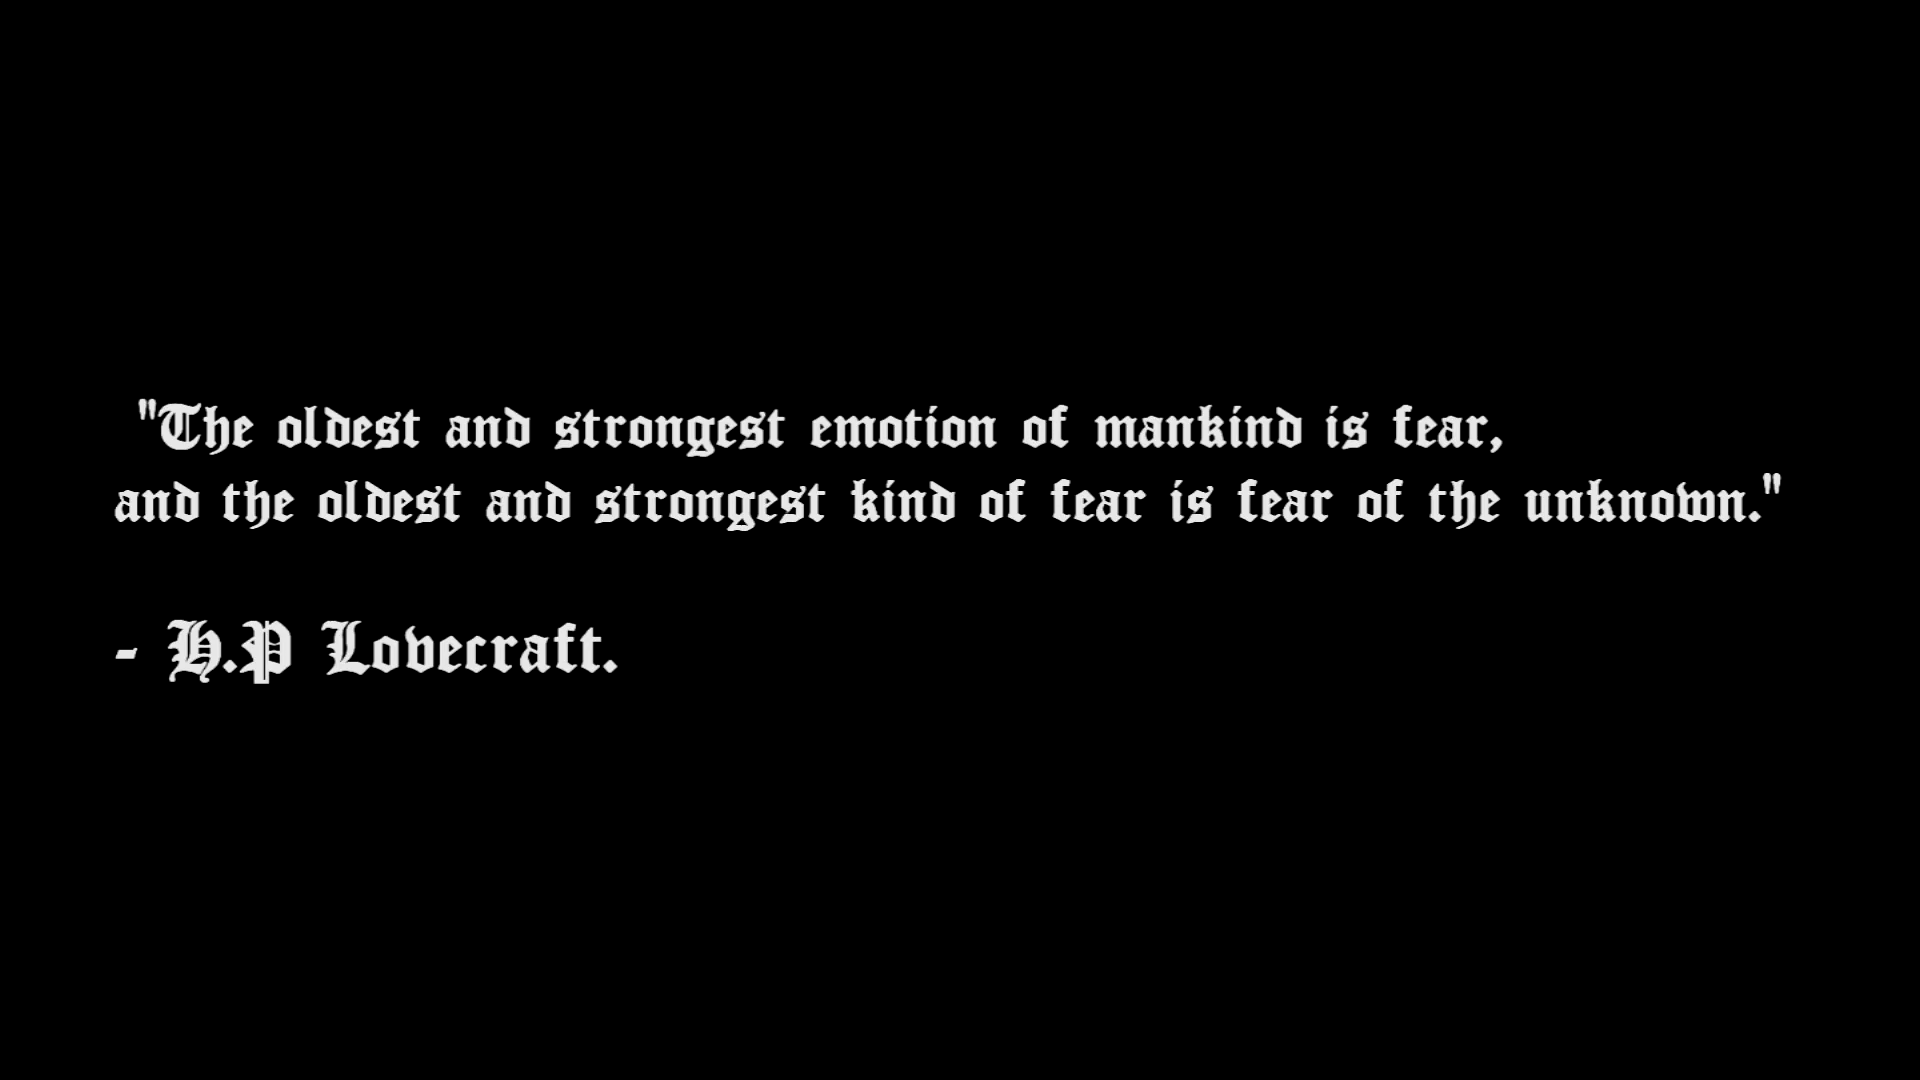 "The oldest and strongest emotion of mankind is fear,
and the oldest and strongest kind of fear is fear of the unknown."
- H.P Lovecraft.